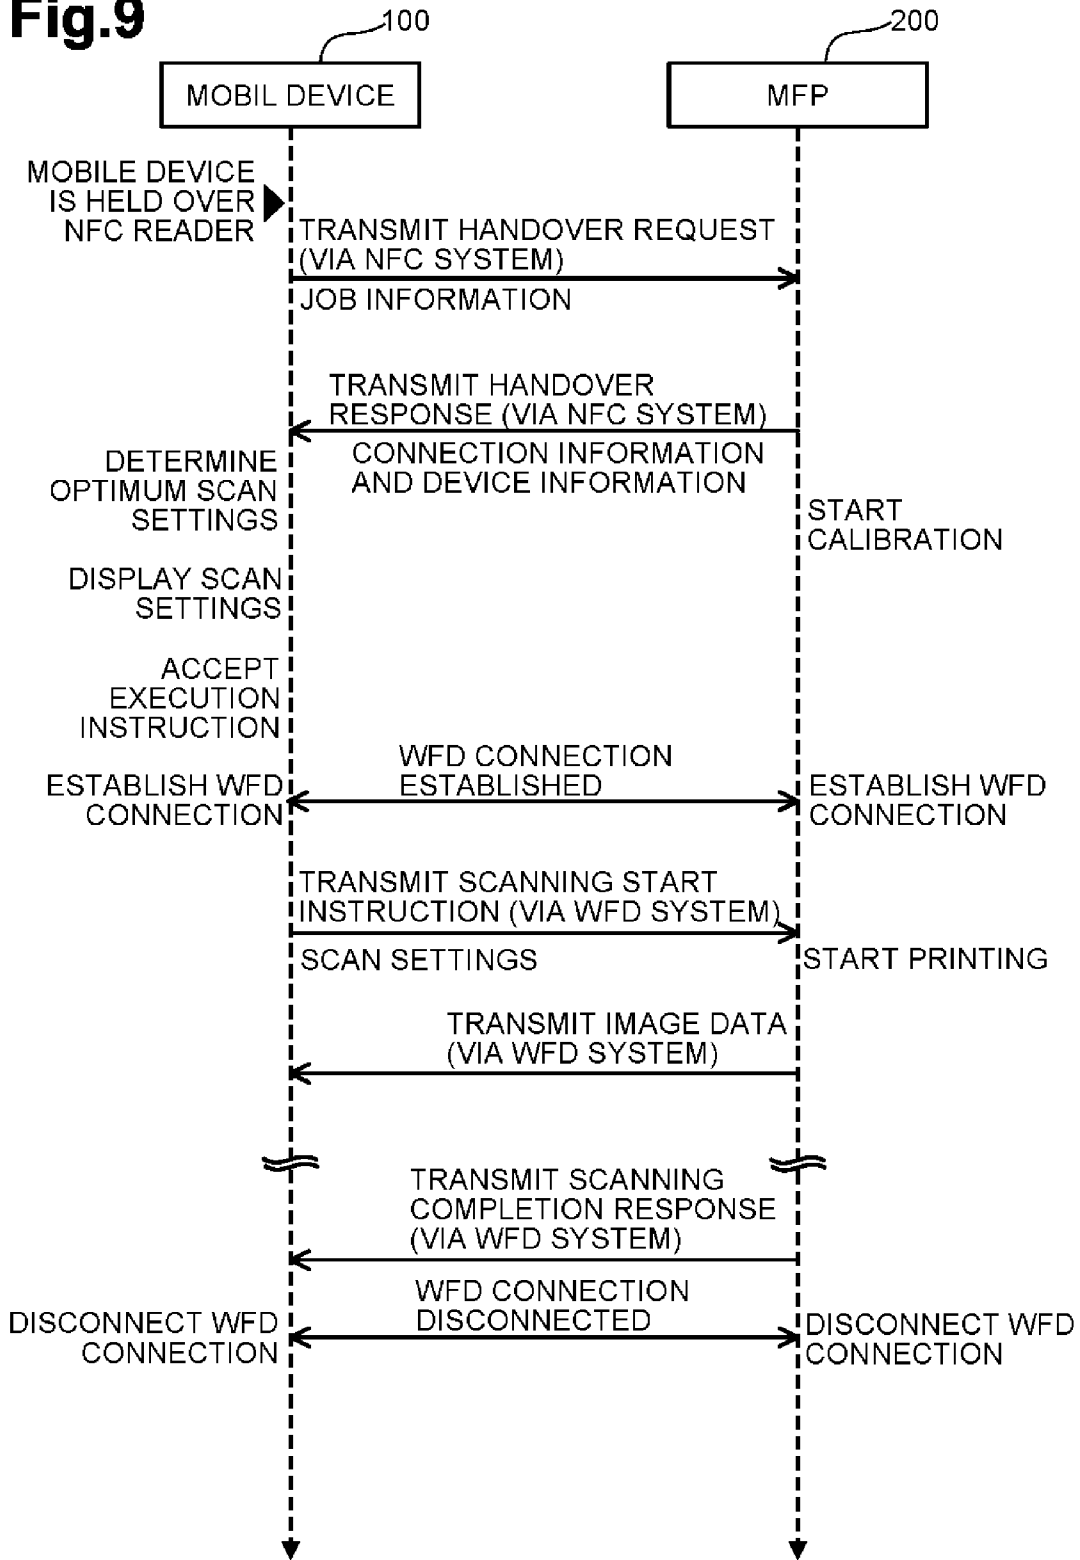 Fig.9
100
200
MOBIL DEVICE
MFP
MOBILE DEVICE
IS HELD OVER
NFC READER
TRANSMIT HANDOVER REQUEST
(VIA NFC SYSTEM)
JOB INFORMATION
TRANSMIT HANDOVER
RESPONSE (VIA NFC SYSTEM)
CONNECTION INFORMATION
AND DEVICE INFORMATION
DETERMINE
OPTIMUM SCAN
SETTINGS
START
CALIBRATION
DISPLAY SCAN
SETTINGS
ACCEPT
EXECUTION
INSTRUCTION
WFD CONNECTION
ESTABLISHED
ESTABLISH WFD
CONNECTION
ESTABLISH WFD
CONNECTION
TRANSMIT SCANNING START
INSTRUCTION (VIA WFD SYSTEM)
SCAN SETTINGS
START PRINTING
TRANSMIT IMAGE DATA
(VIA WFD SYSTEM)
TRANSMIT SCANNING
COMPLETION RESPONSE
(VIA WFD SYSTEM)
WFD CONNECTION
DISCONNECTED
DISCONNECT WFD
CONNECTION
DISCONNECT WFD
CONNECTION